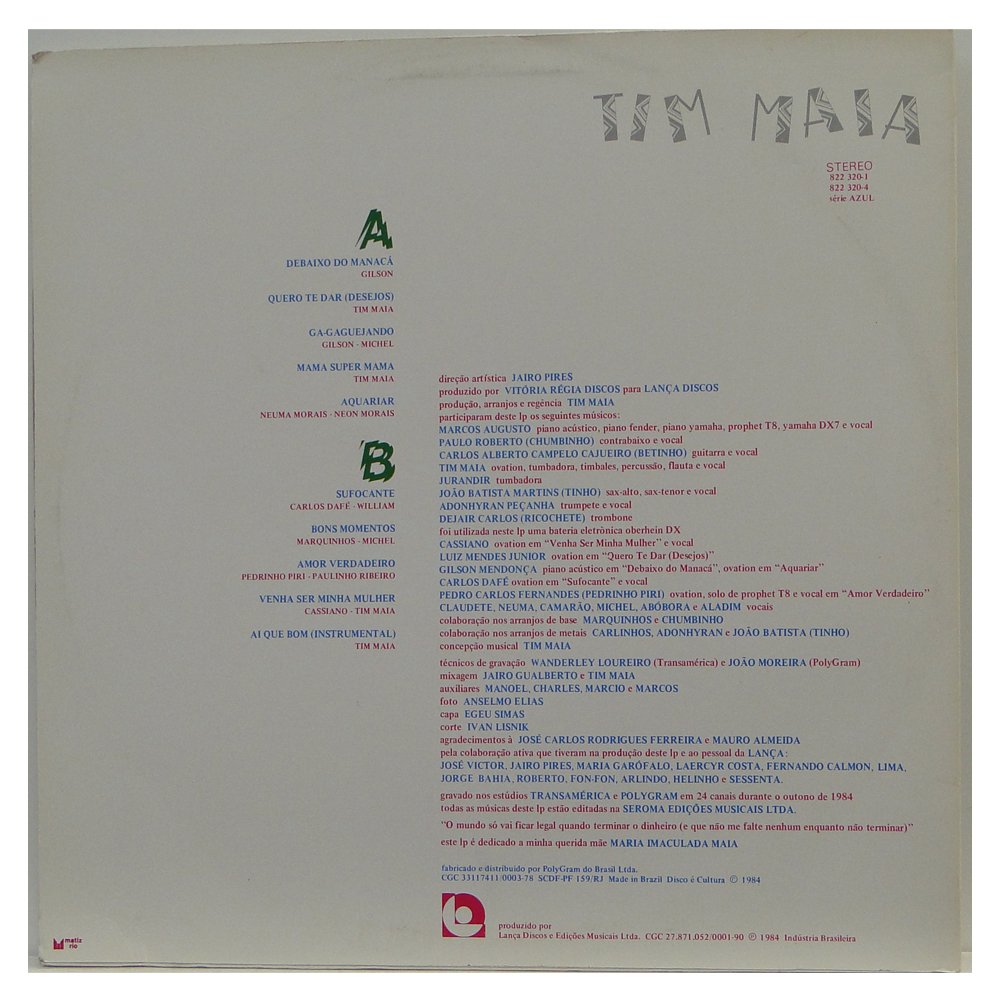 TIM MAIA
STEREO
822 320-1
822 320-4
série AZUL
A
DEBAIXO DO MANACÁ
GILSON
QUERO TE DAR (DESEJOS)
TIM MAIA
GA-GAGUEJANDO
GILSON - MICHEL
MAMA SUPER MAMA
TIM MAIA
AQUARIAR
NEUMA MORAIS - NEON MORAIS
B
SUFOCANTE
CARLOS DAFÉ - WILLIAM
BONS MOMENTOS
MARQUINHOS - MICHEL
AMOR VERDADEIRO
PEDRINHO PIRI - PAULINHO RIBEIRO
VENHA SER MINHA MULHER
CASSIANO - TIM MAIA
AI QUE BOM (INSTRUMENTAL)
TIM MAIA
direção artística JAIRO PIRES
produzido por VITÓRIA RÉGIA DISCOS para LANÇA DISCOS
produção, arranjos e regência TIM MAIA
participaram deste lp os seguintes músicos:
MARCOS AUGUSTO piano acústico, piano fender, piano yamaha, prophet T8, yamaha DX7 e vocal
PAULO ROBERTO (CHUMBINHO) contrabaixo e vocal
CARLOS ALBERTO CAMPELO CAJUEIRO (BETINHO) guitarra e vocal
TIM MAIA ovation, tumbadora, timbales, percussão, flauta e vocal
JURANDIR tumbadora
JOÃO BATISTA MARTINS (TINHO) sax-alto, sax-tenor e vocal
ADONHYRAN PEÇANHA trumpete e vocal
DEJAIR CARLOS (RICOCHETE) trombone
foi utilizada neste lp uma bateria eletrônica oberhein DX
CASSIANO ovation em "Venha Ser Minha Mulher" e vocal
LUIZ MENDES JUNIOR ovation em "Quero Te Dar (Desejos)"
GILSON MENDONÇA piano acústico em "Debaixo do Manacá", ovation em "Aquariar"
CARLOS DAFÉ ovation em "Sufocante" e vocal
PEDRO CARLOS FERNANDES (PEDRINHO PIRI) ovation, solo de prophet T8 e vocal em "Amor Verdadeiro"
CLAUDETE, NEUMA, CAMARÃO, MICHEL, ABÓBORA e ALADIM vocais
colaboração nos arranjos de base MARQUINHOS e CHUMBINHO
colaboração nos arranjos de metais CARLINHOS, ADONHYRAN e JOÃO BATISTA (TINHO)
concepção musical TIM MAIA
técnicos de gravação WANDERLEY LOUREIRO (Transamérica) e JOÃO MOREIRA (PolyGram)
mixagem JAIRO GUALBERTO e TIM MAIA
auxiliares MANOEL, CHARLES, MARCIO e MARCOS
foto ANSELMO ELIAS
capa EGEU SIMAS
corte IVAN LISNIK
agradecimentos à JOSÉ CARLOS RODRIGUES FERREIRA e MAURO ALMEIDA
pela colaboração ativa que tiveram na produção deste lp e ao pessoal da LANÇA:
JOSÉ VICTOR, JAIRO PIRES, MARIA GARÓFALO, LAERCYR COSTA, FERNANDO CALMON, LIMA,
JORGE BAHIA, ROBERTO, FON-FON, ARLINDO, HELINHO e SESSENTA.
gravado nos estúdios TRANSAMÉRICA e POLYGRAM em 24 canais durante o outono de 1984
todas as músicas deste lp estão editadas na SEROMA EDIÇÕES MUSICAIS LTDA.
"O mundo só vai ficar legal quando terminar o dinheiro (e que não me falte nenhum enquanto não terminar)"
este lp é dedicado a minha querida mãe MARIA IMACULADA MAIA
fabricado e distribuido por PolyGram do Brasil Ltda.
CGC 33117411/0003-78 SCDF-PF 159/RJ Made in Brazil Disco é Cultura © 1984
produzido por
Lança Discos e Edições Musicais Ltda. CGC 27.871.052/0001-90 ℗ 1984 Indústria Brasileira
matiz
rio